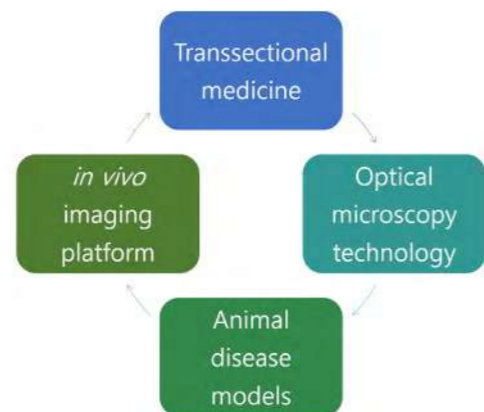 Transsectional
medicine
Optical
microscopy
technology
Animal
disease
models
in vivo
imaging
platform